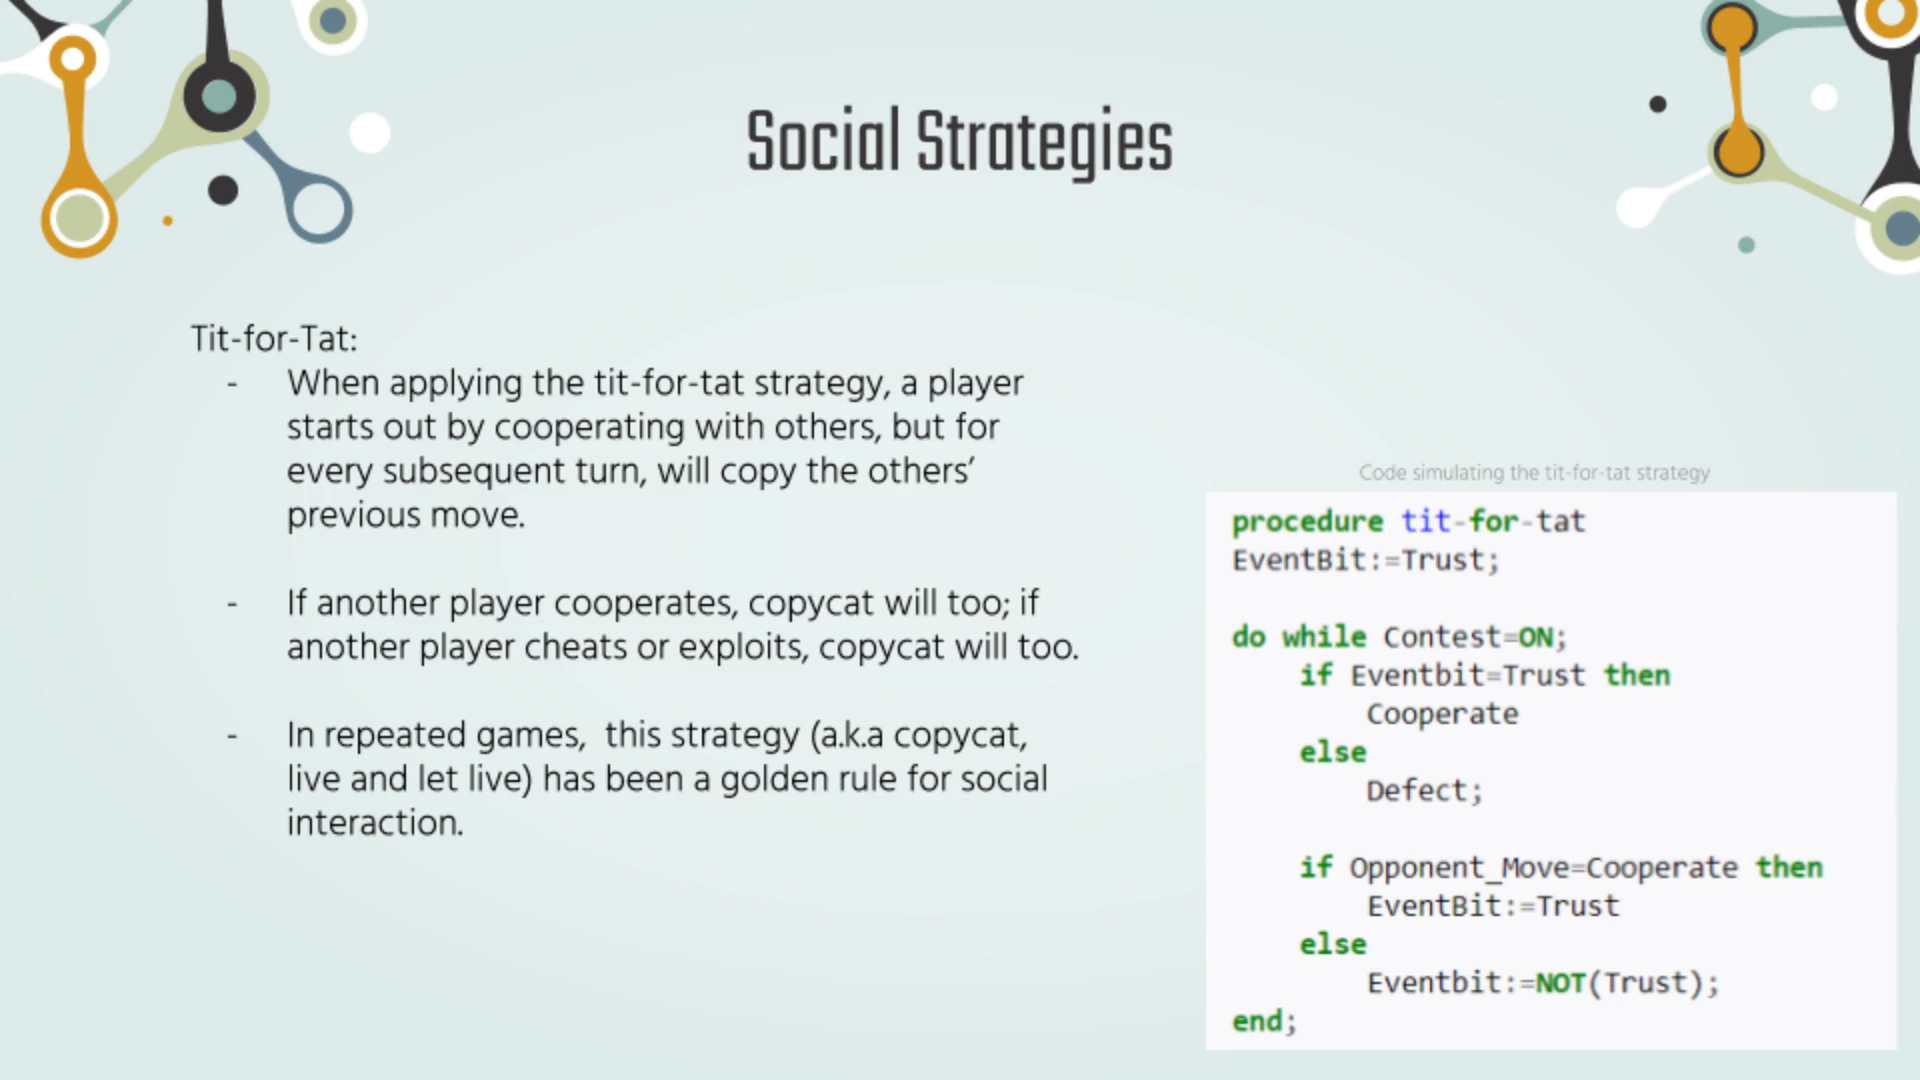 Social Strategies
Tit-for-Tat:
- When applying the tit-for-tat strategy, a player
starts out by cooperating with others, but for
every subsequent turn, will copy the others’
previous move.
- If another player cooperates, copycat will too; if
another player cheats or exploits, copycat will too.
- In repeated games,  this strategy (a.k.a copycat,
live and let live) has been a golden rule for social
interaction.
Code simulating the tit-for-tat strategy
procedure tit-for-tat
EventBit:=Trust;
do while Contest=ON;
    if Eventbit=Trust then
        Cooperate
    else
        Defect;
    if Opponent_Move=Cooperate then
        EventBit:=Trust
    else
        Eventbit:=NOT(Trust);
end;